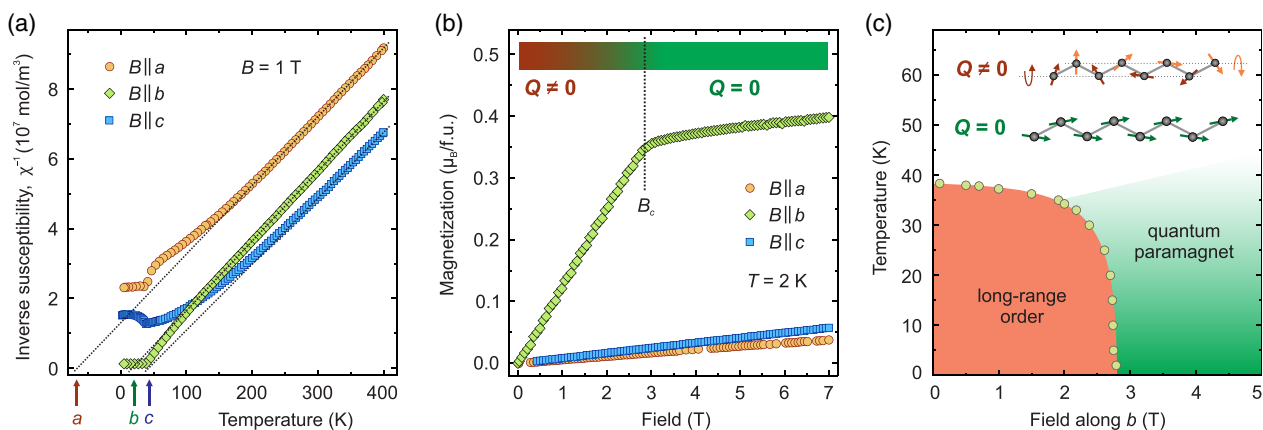 (a)
Inverse susceptibility, χ⁻¹ (10⁷ mol/m³)
8
6
4
2
0
B∥a
B∥b
B∥c
B = 1 T
0
100
200
300
400
a
b
c
Temperature (K)
(b)
Magnetization (μB/f.u.)
0.5
0.4
0.3
0.2
0.1
0.0
Q ≠ 0
Q = 0
Bc
B∥a
B∥b
B∥c
T = 2 K
0
1
2
3
4
5
6
7
Field (T)
(c)
Temperature (K)
60
50
40
30
20
10
0
Q ≠ 0
Q = 0
quantum
paramagnet
long-range
order
0
1
2
3
4
5
Field along b (T)